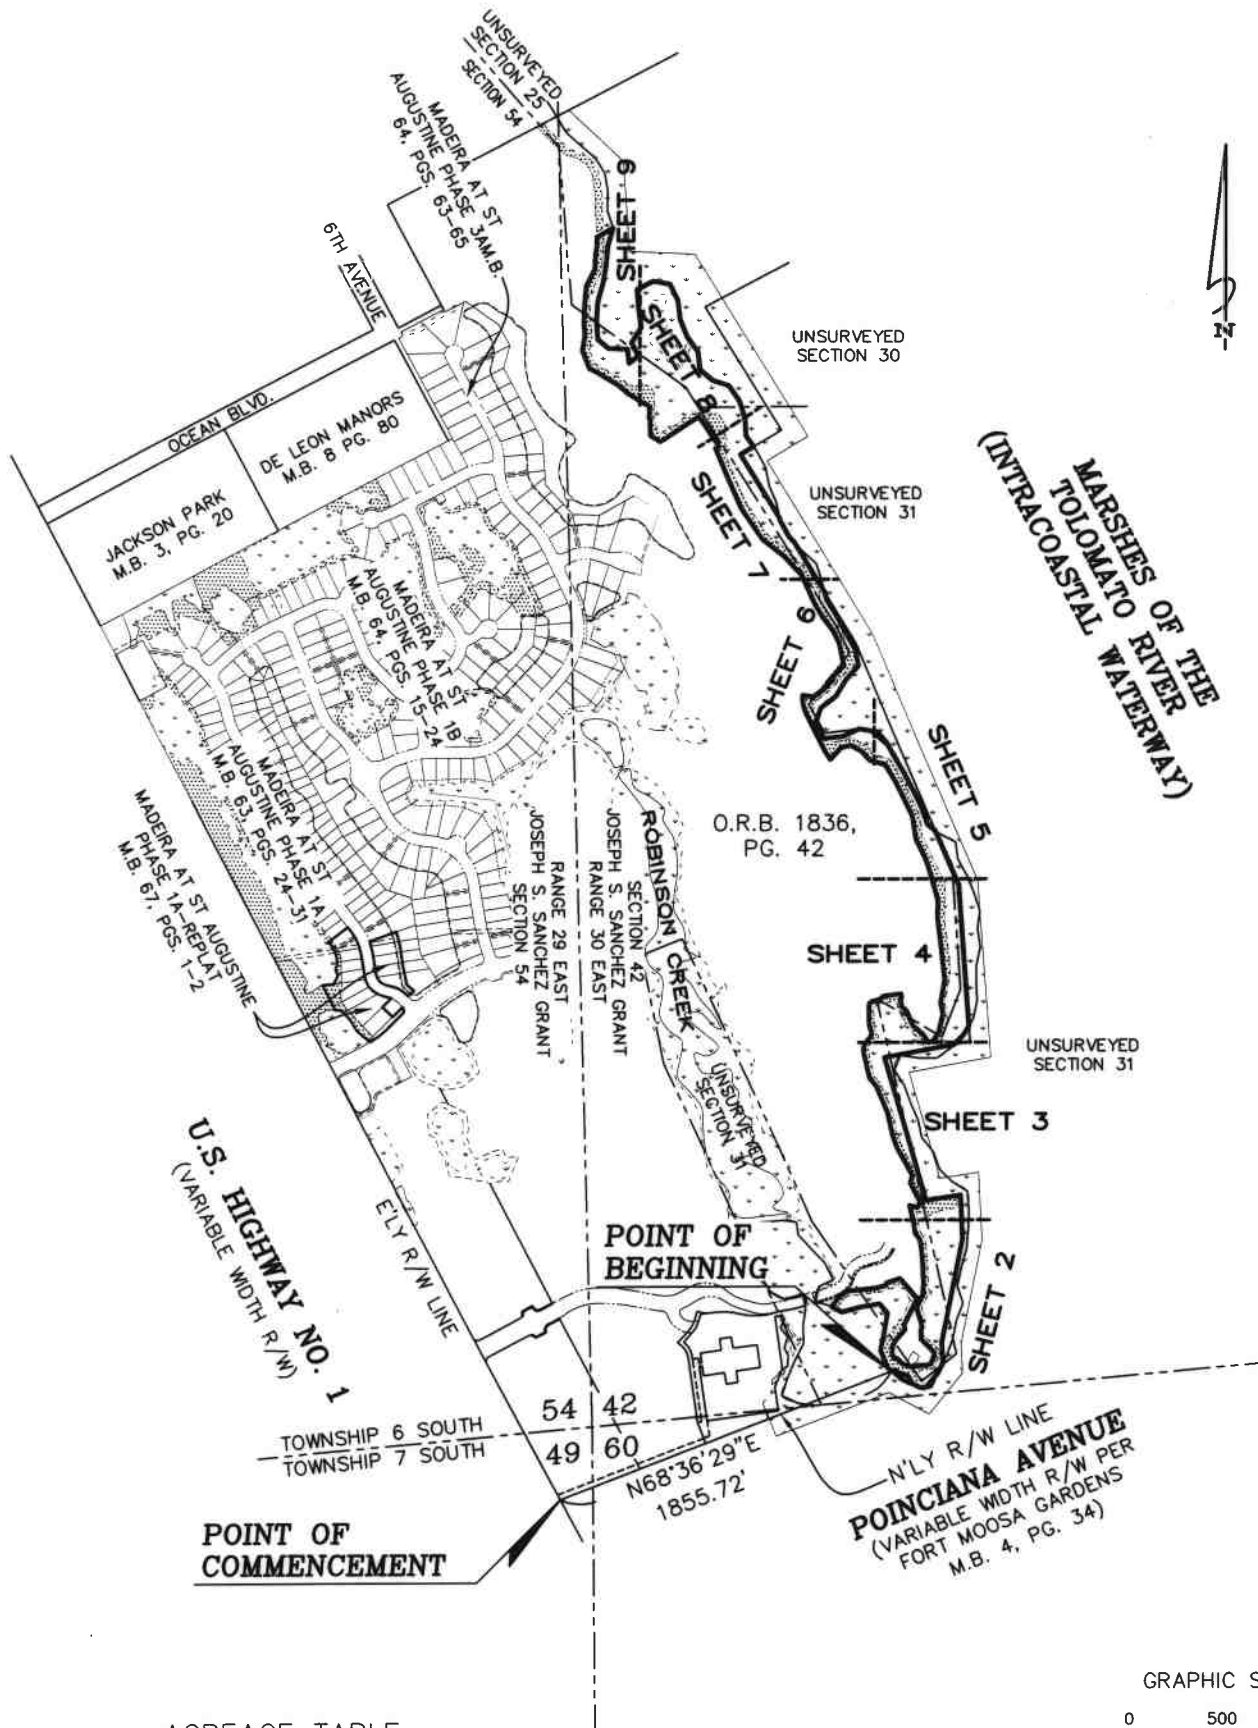 UNSURVEYED
SECTION 25
SECTION 54
MADEIRA AT ST
AUGUSTINE PHASE 3AM.B.
64, PGS. 63-65
SHEET 9
6TH AVENUE
SHEET 8
UNSURVEYED
SECTION 30
N
OCEAN BLVD.
DE LEON MANORS
M.B. 8 PG. 80
JACKSON PARK
M.B. 3, PG. 20
SHEET 7
UNSURVEYED
SECTION 31
MARSHES OF THE
TOLOMATO RIVER
(INTRACOASTAL WATERWAY)
MADEIRA AT ST
AUGUSTINE PHASE 1B
M.B. 64, PGS. 15-24
SHEET 6
MADEIRA AT ST
AUGUSTINE PHASE 1A
M.B. 63, PGS. 24-31
SHEET 5
MADEIRA AT ST AUGUSTINE
PHASE 1A-REPLAT
M.B. 67, PGS. 1-2
O.R.B. 1836,
PG. 42
RANGE 29 EAST
JOSEPH S. SANCHEZ GRANT
SECTION 54
SECTION 42
JOSEPH S. SANCHEZ GRANT
RANGE 30 EAST
ROBINSON CREEK
SHEET 4
UNSURVEYED
SECTION 31
UNSURVEYED
SECTION 31
SHEET 3
U.S. HIGHWAY NO. 1
(VARIABLE WIDTH R/W)
E'LY R/W LINE
POINT OF
BEGINNING
SHEET 2
54 42
49 60
TOWNSHIP 6 SOUTH
TOWNSHIP 7 SOUTH
N68°36'29"E
1855.72'
N'LY R/W LINE
POINCIANA AVENUE
(VARIABLE WIDTH R/W PER
FORT MOOSA GARDENS
M.B. 4, PG. 34)
POINT OF
COMMENCEMENT
GRAPHIC S
0 500
ACREAGE TABLE